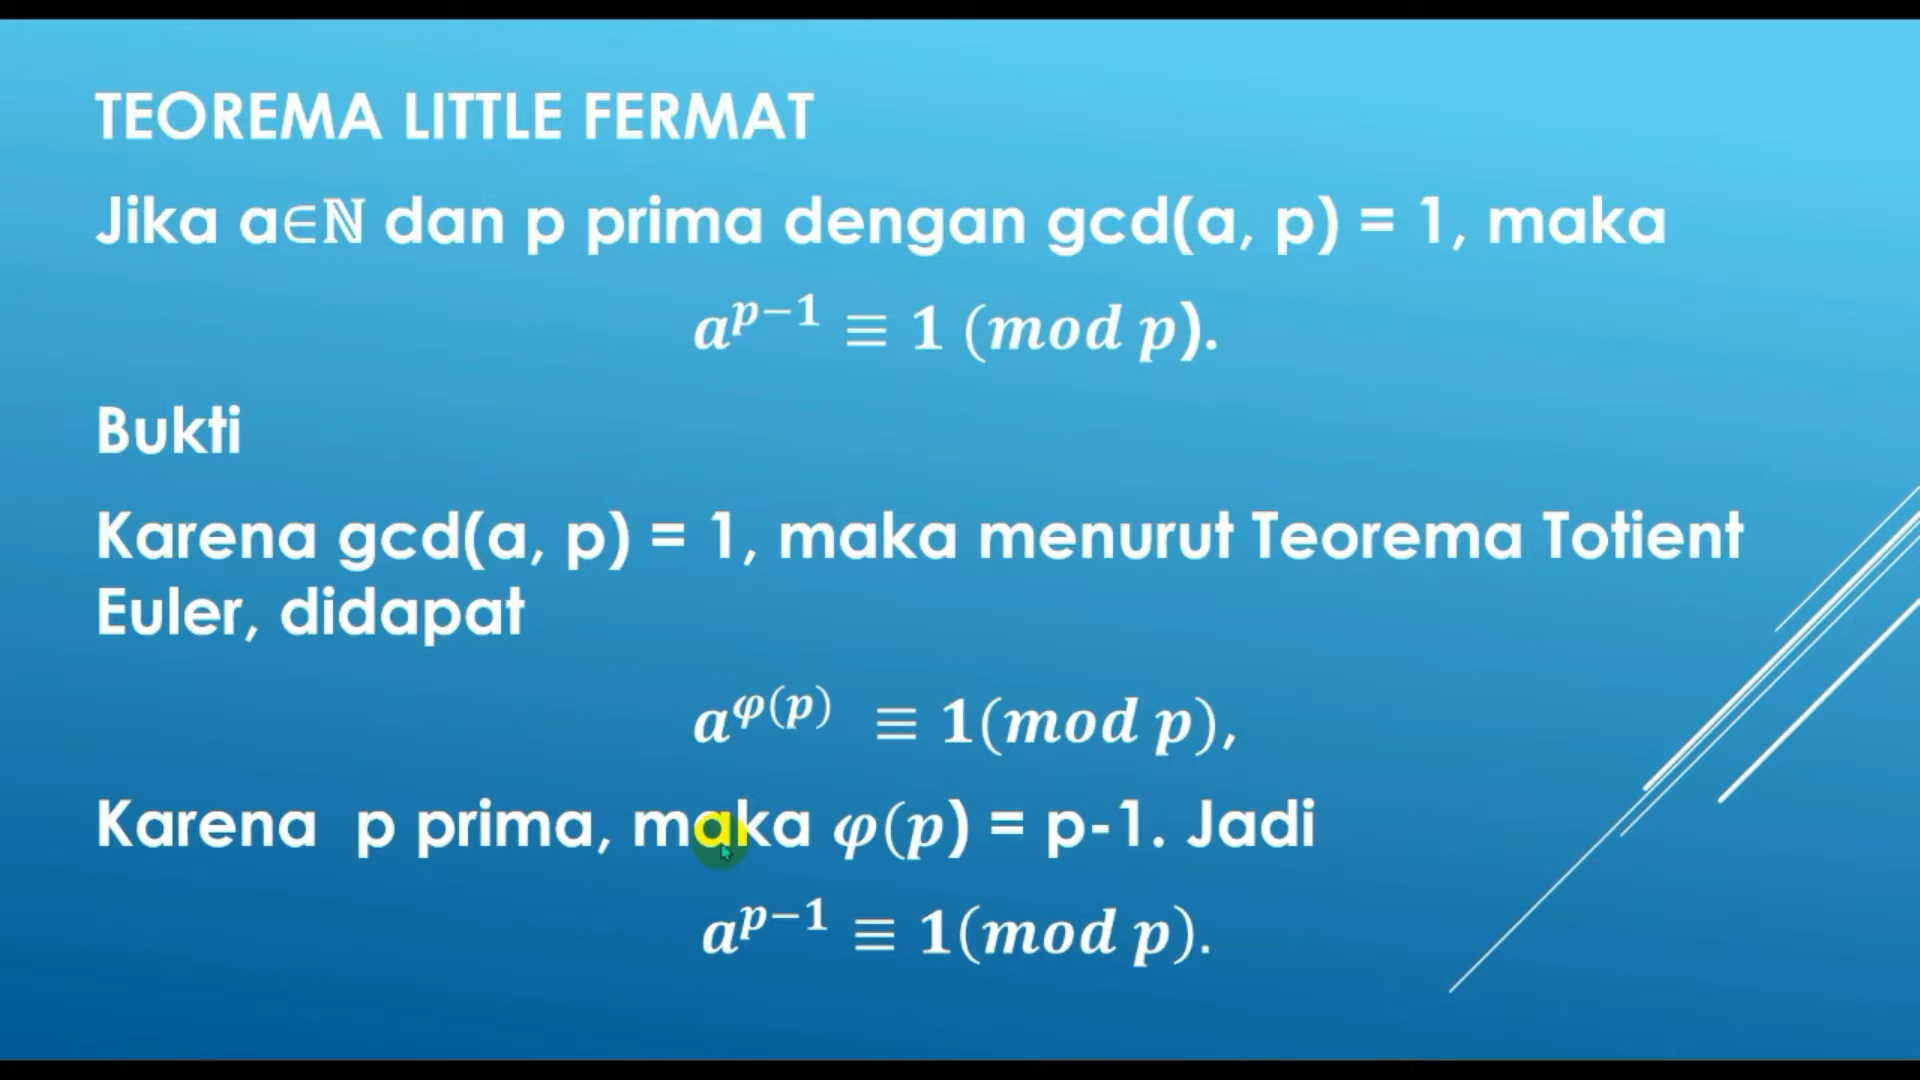 TEOREMA LITTLE FERMAT
Jika a∈ℕ dan p prima dengan gcd(a, p) = 1, maka
a^{p−1} ≡ 1 (mod p).
Bukti
Karena gcd(a, p) = 1, maka menurut Teorema Totient
Euler, didapat
a^{φ(p)} ≡ 1(mod p),
Karena p prima, maka φ(p) = p-1. Jadi
a^{p−1} ≡ 1(mod p).